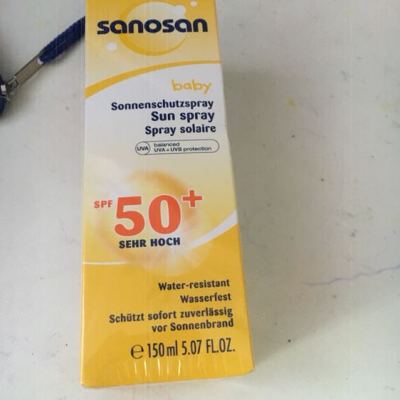 sanosan
baby
Sonnenschutzspray
Sun spray
Spray solaire
UVA balanced
UVA + UVB protection
SPF 50+
SEHR HOCH
Water-resistant
Wasserfest
Schützt sofort zuverlässig
vor Sonnenbrand
℮ 150 ml 5.07 FL.OZ.